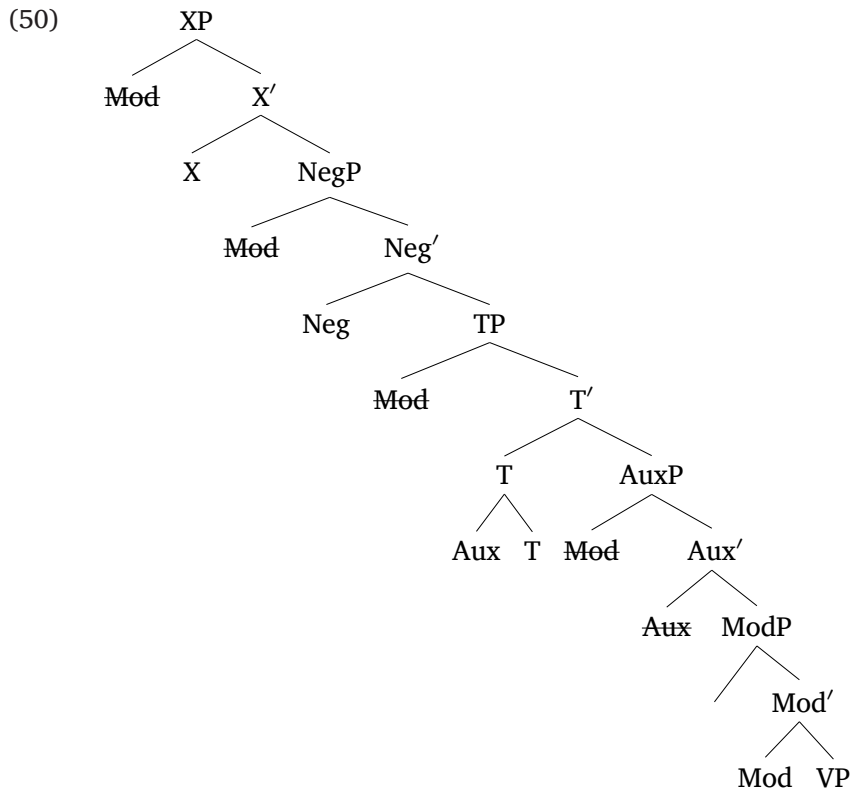 (50) XP
Mod X′
X NegP
Mod Neg′
Neg TP
Mod T′
T AuxP
Aux T Mod Aux′
Aux ModP
Mod′
Mod VP